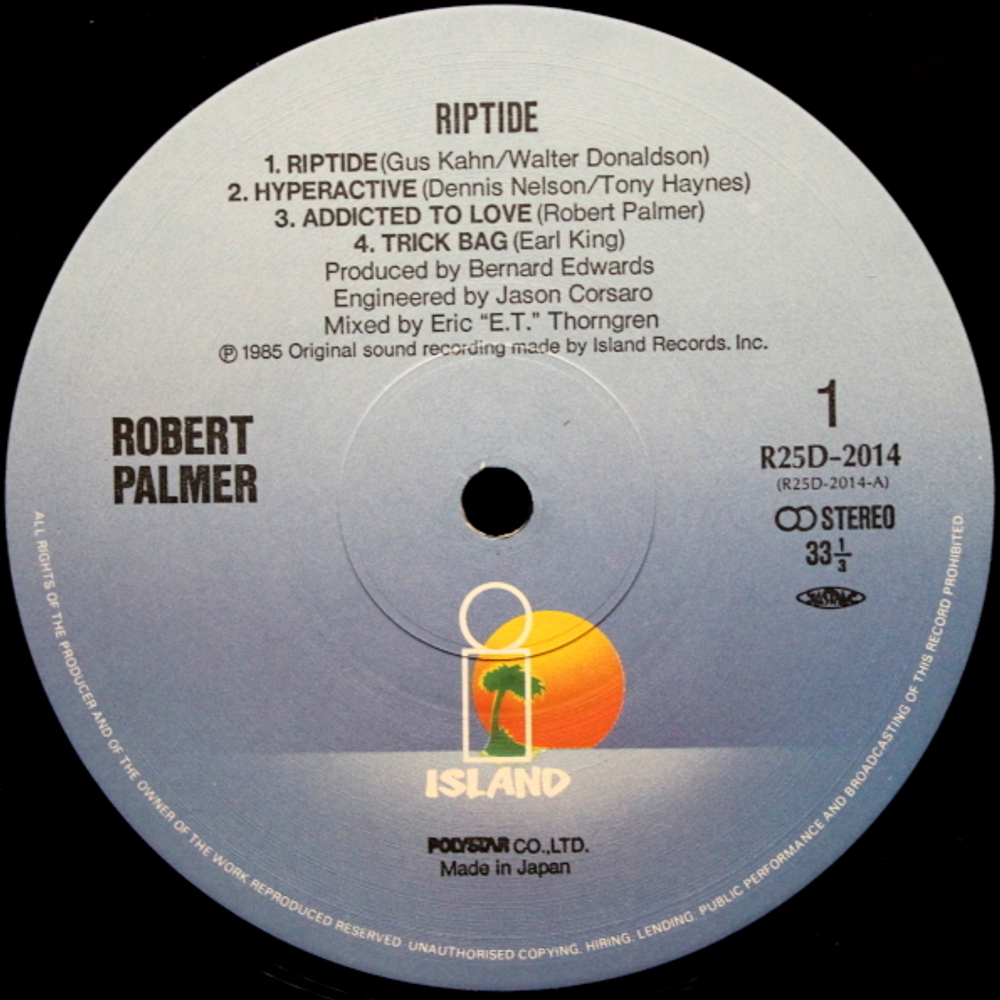 RIPTIDE
1. RIPTIDE (Gus Kahn/Walter Donaldson)
2. HYPERACTIVE (Dennis Nelson/Tony Haynes)
3. ADDICTED TO LOVE (Robert Palmer)
4. TRICK BAG (Earl King)
Produced by Bernard Edwards
Engineered by Jason Corsaro
Mixed by Eric “E.T.” Thorngren
Ⓟ 1985 Original sound recording made by Island Records. Inc.
ROBERT
PALMER
1
R25D-2014
(R25D-2014-A)
STEREO
33 1/3
JASRAC
ISLAND
POLYSTAR CO.,LTD.
Made in Japan
ALL RIGHTS OF THE PRODUCER AND OF THE OWNER OF THE WORK REPRODUCED RESERVED. UNAUTHORISED COPYING. HIRING. LENDING. PUBLIC PERFORMANCE AND BROADCASTING OF THIS RECORD PROHIBITED.